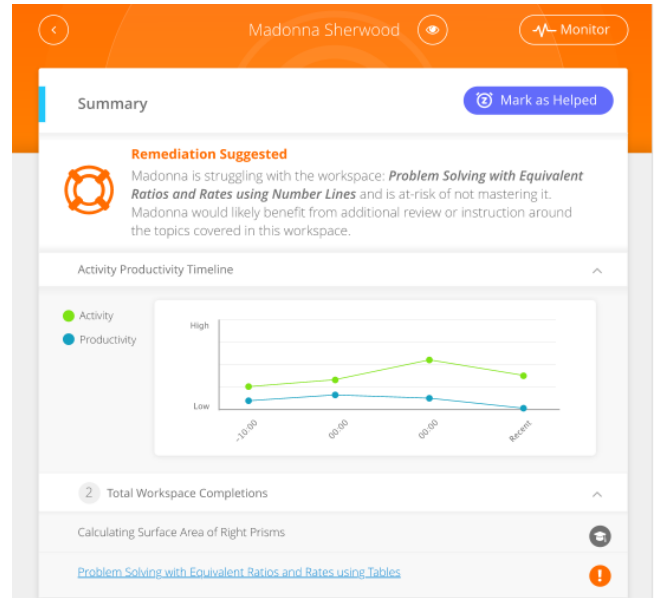 Madonna Sherwood
Monitor
Summary
Mark as Helped
Remediation Suggested
Madonna is struggling with the workspace: Problem Solving with Equivalent
Ratios and Rates using Number Lines and is at-risk of not mastering it.
Madonna would likely benefit from additional review or instruction around
the topics covered in this workspace.
Activity Productivity Timeline
Activity
Productivity
High
Low
-10:00
00:00
00:00
Recent
2 Total Workspace Completions
Calculating Surface Area of Right Prisms
Problem Solving with Equivalent Ratios and Rates using Tables